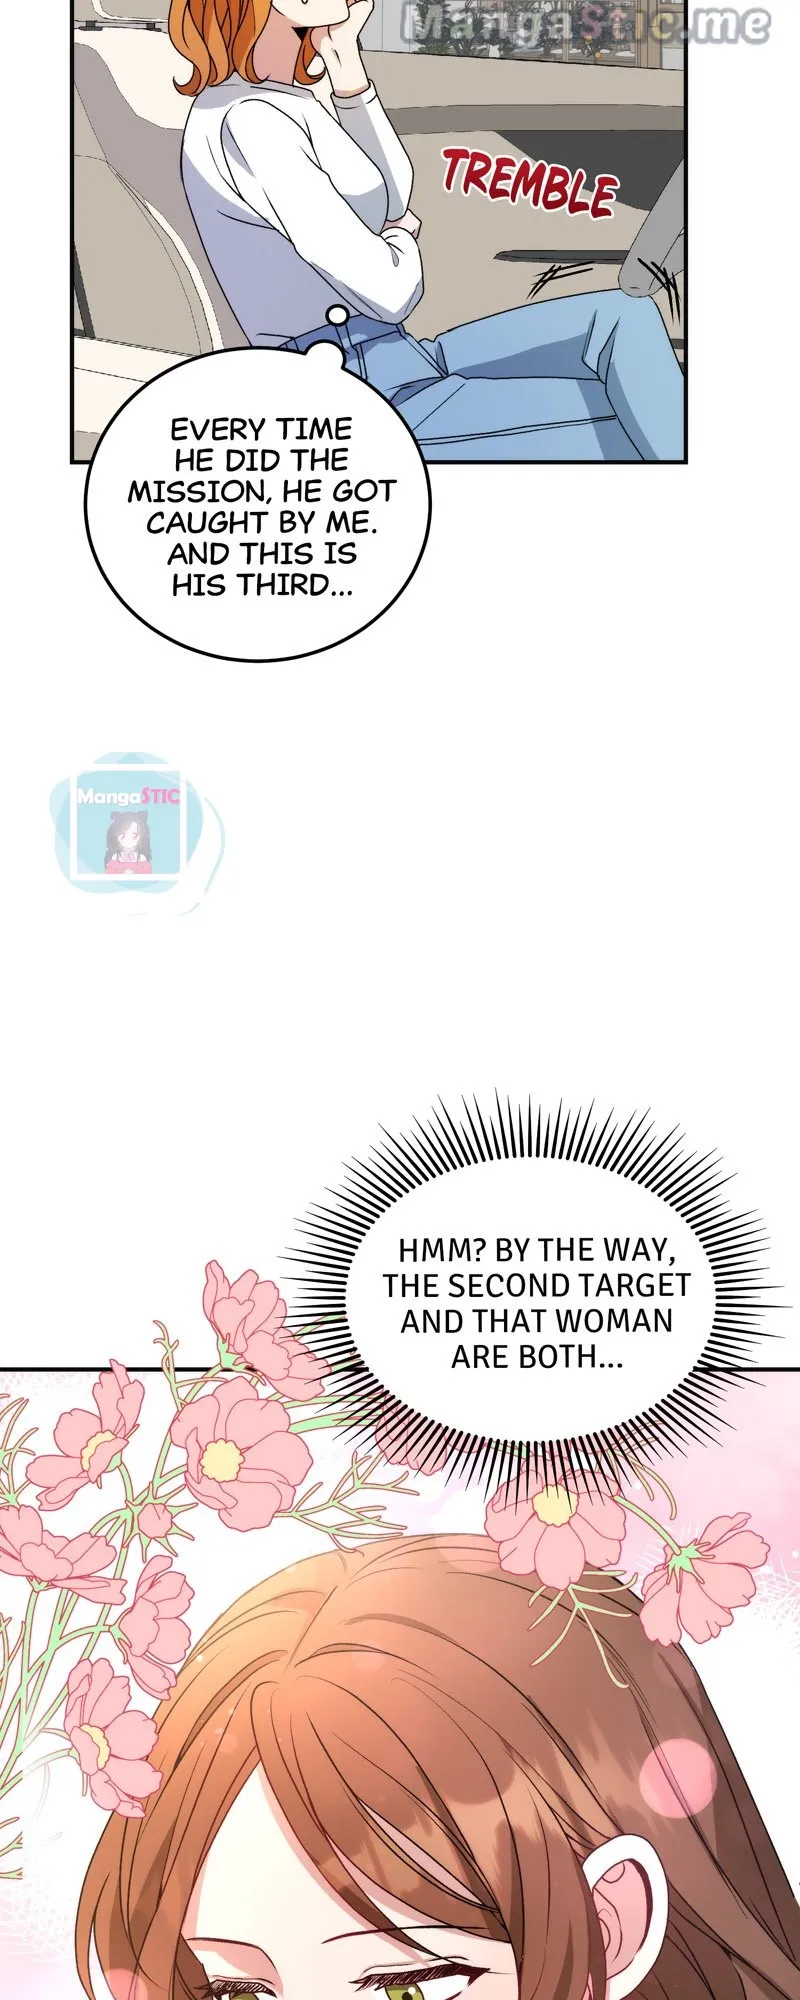 MangaStic.me
TREMBLE
EVERY TIME
HE DID THE
MISSION, HE GOT
CAUGHT BY ME.
AND THIS IS
HIS THIRD...
MangaSTIC
HMM? BY THE WAY,
THE SECOND TARGET
AND THAT WOMAN
ARE BOTH...